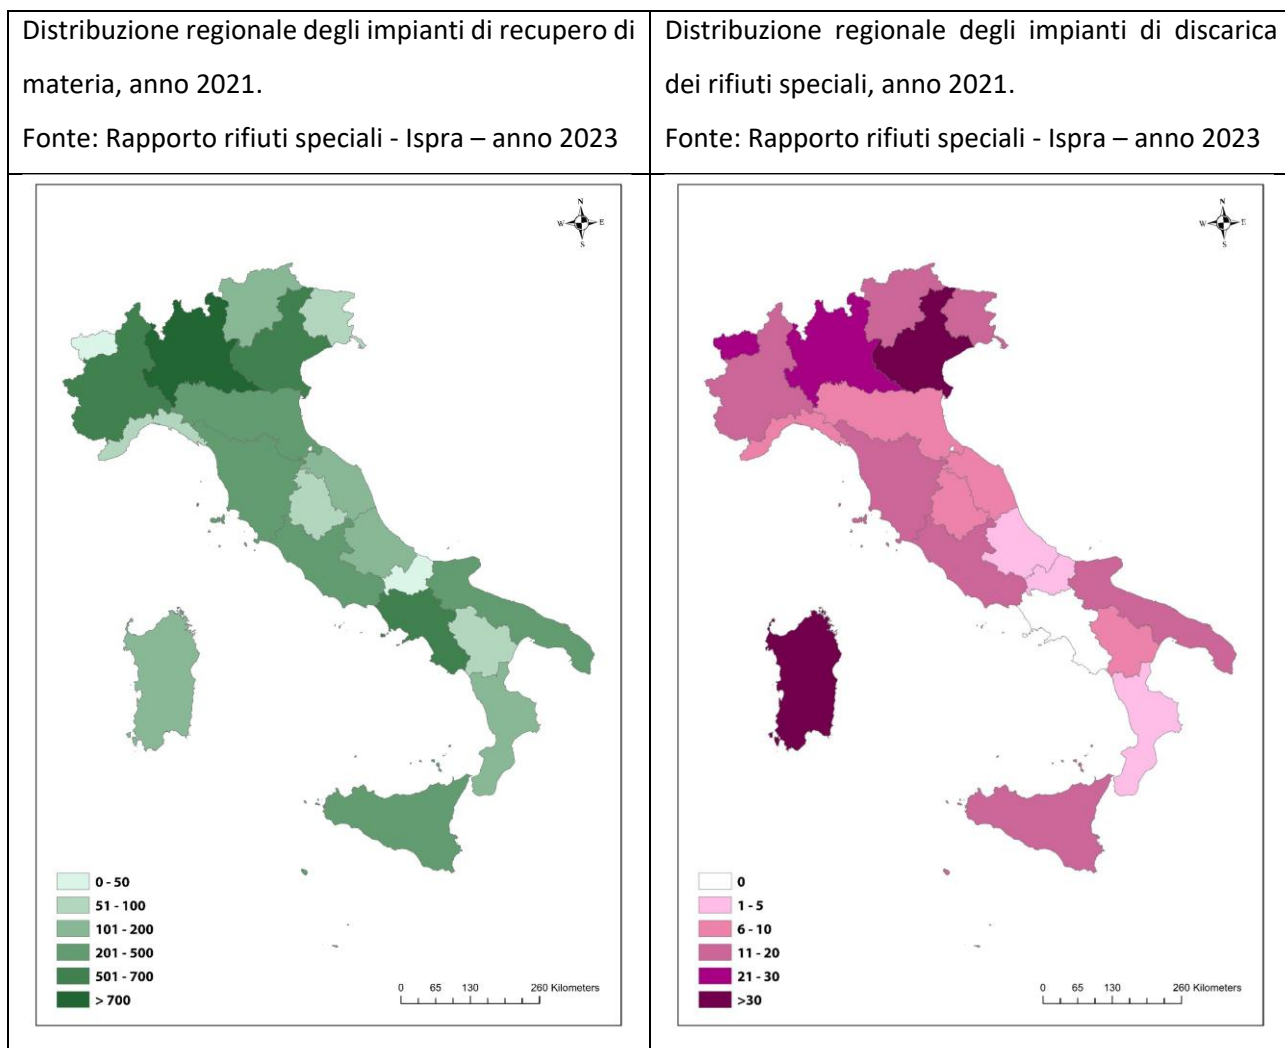 Distribuzione regionale degli impianti di recupero di
materia, anno 2021.
Fonte: Rapporto rifiuti speciali - Ispra – anno 2023
Distribuzione regionale degli impianti di discarica
dei rifiuti speciali, anno 2021.
Fonte: Rapporto rifiuti speciali - Ispra – anno 2023
N
W E
S
0 - 50
51 - 100
101 - 200
201 - 500
501 - 700
> 700
0 65 130 260 Kilometers
N
W E
S
0
1 - 5
6 - 10
11 - 20
21 - 30
>30
0 65 130 260 Kilometers